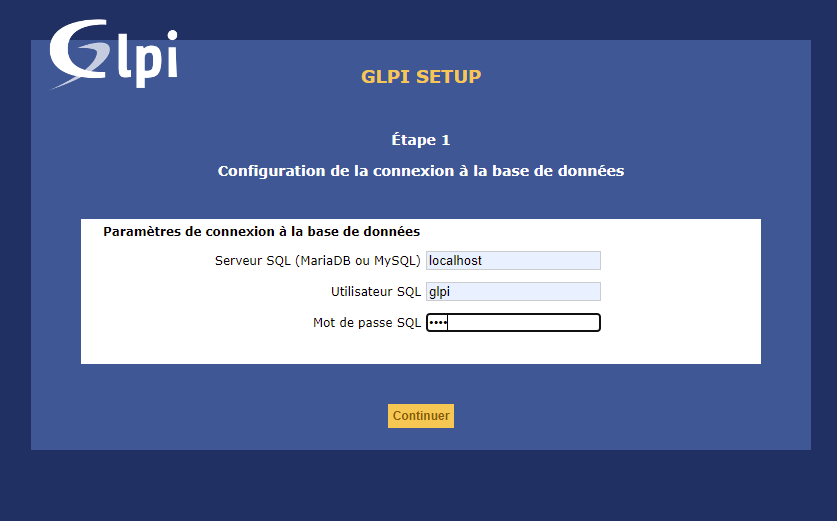 Glpi
GLPI SETUP
Étape 1
Configuration de la connexion à la base de données
Paramètres de connexion à la base de données
Serveur SQL (MariaDB ou MySQL) localhost
Utilisateur SQL glpi
Mot de passe SQL ••••
Continuer